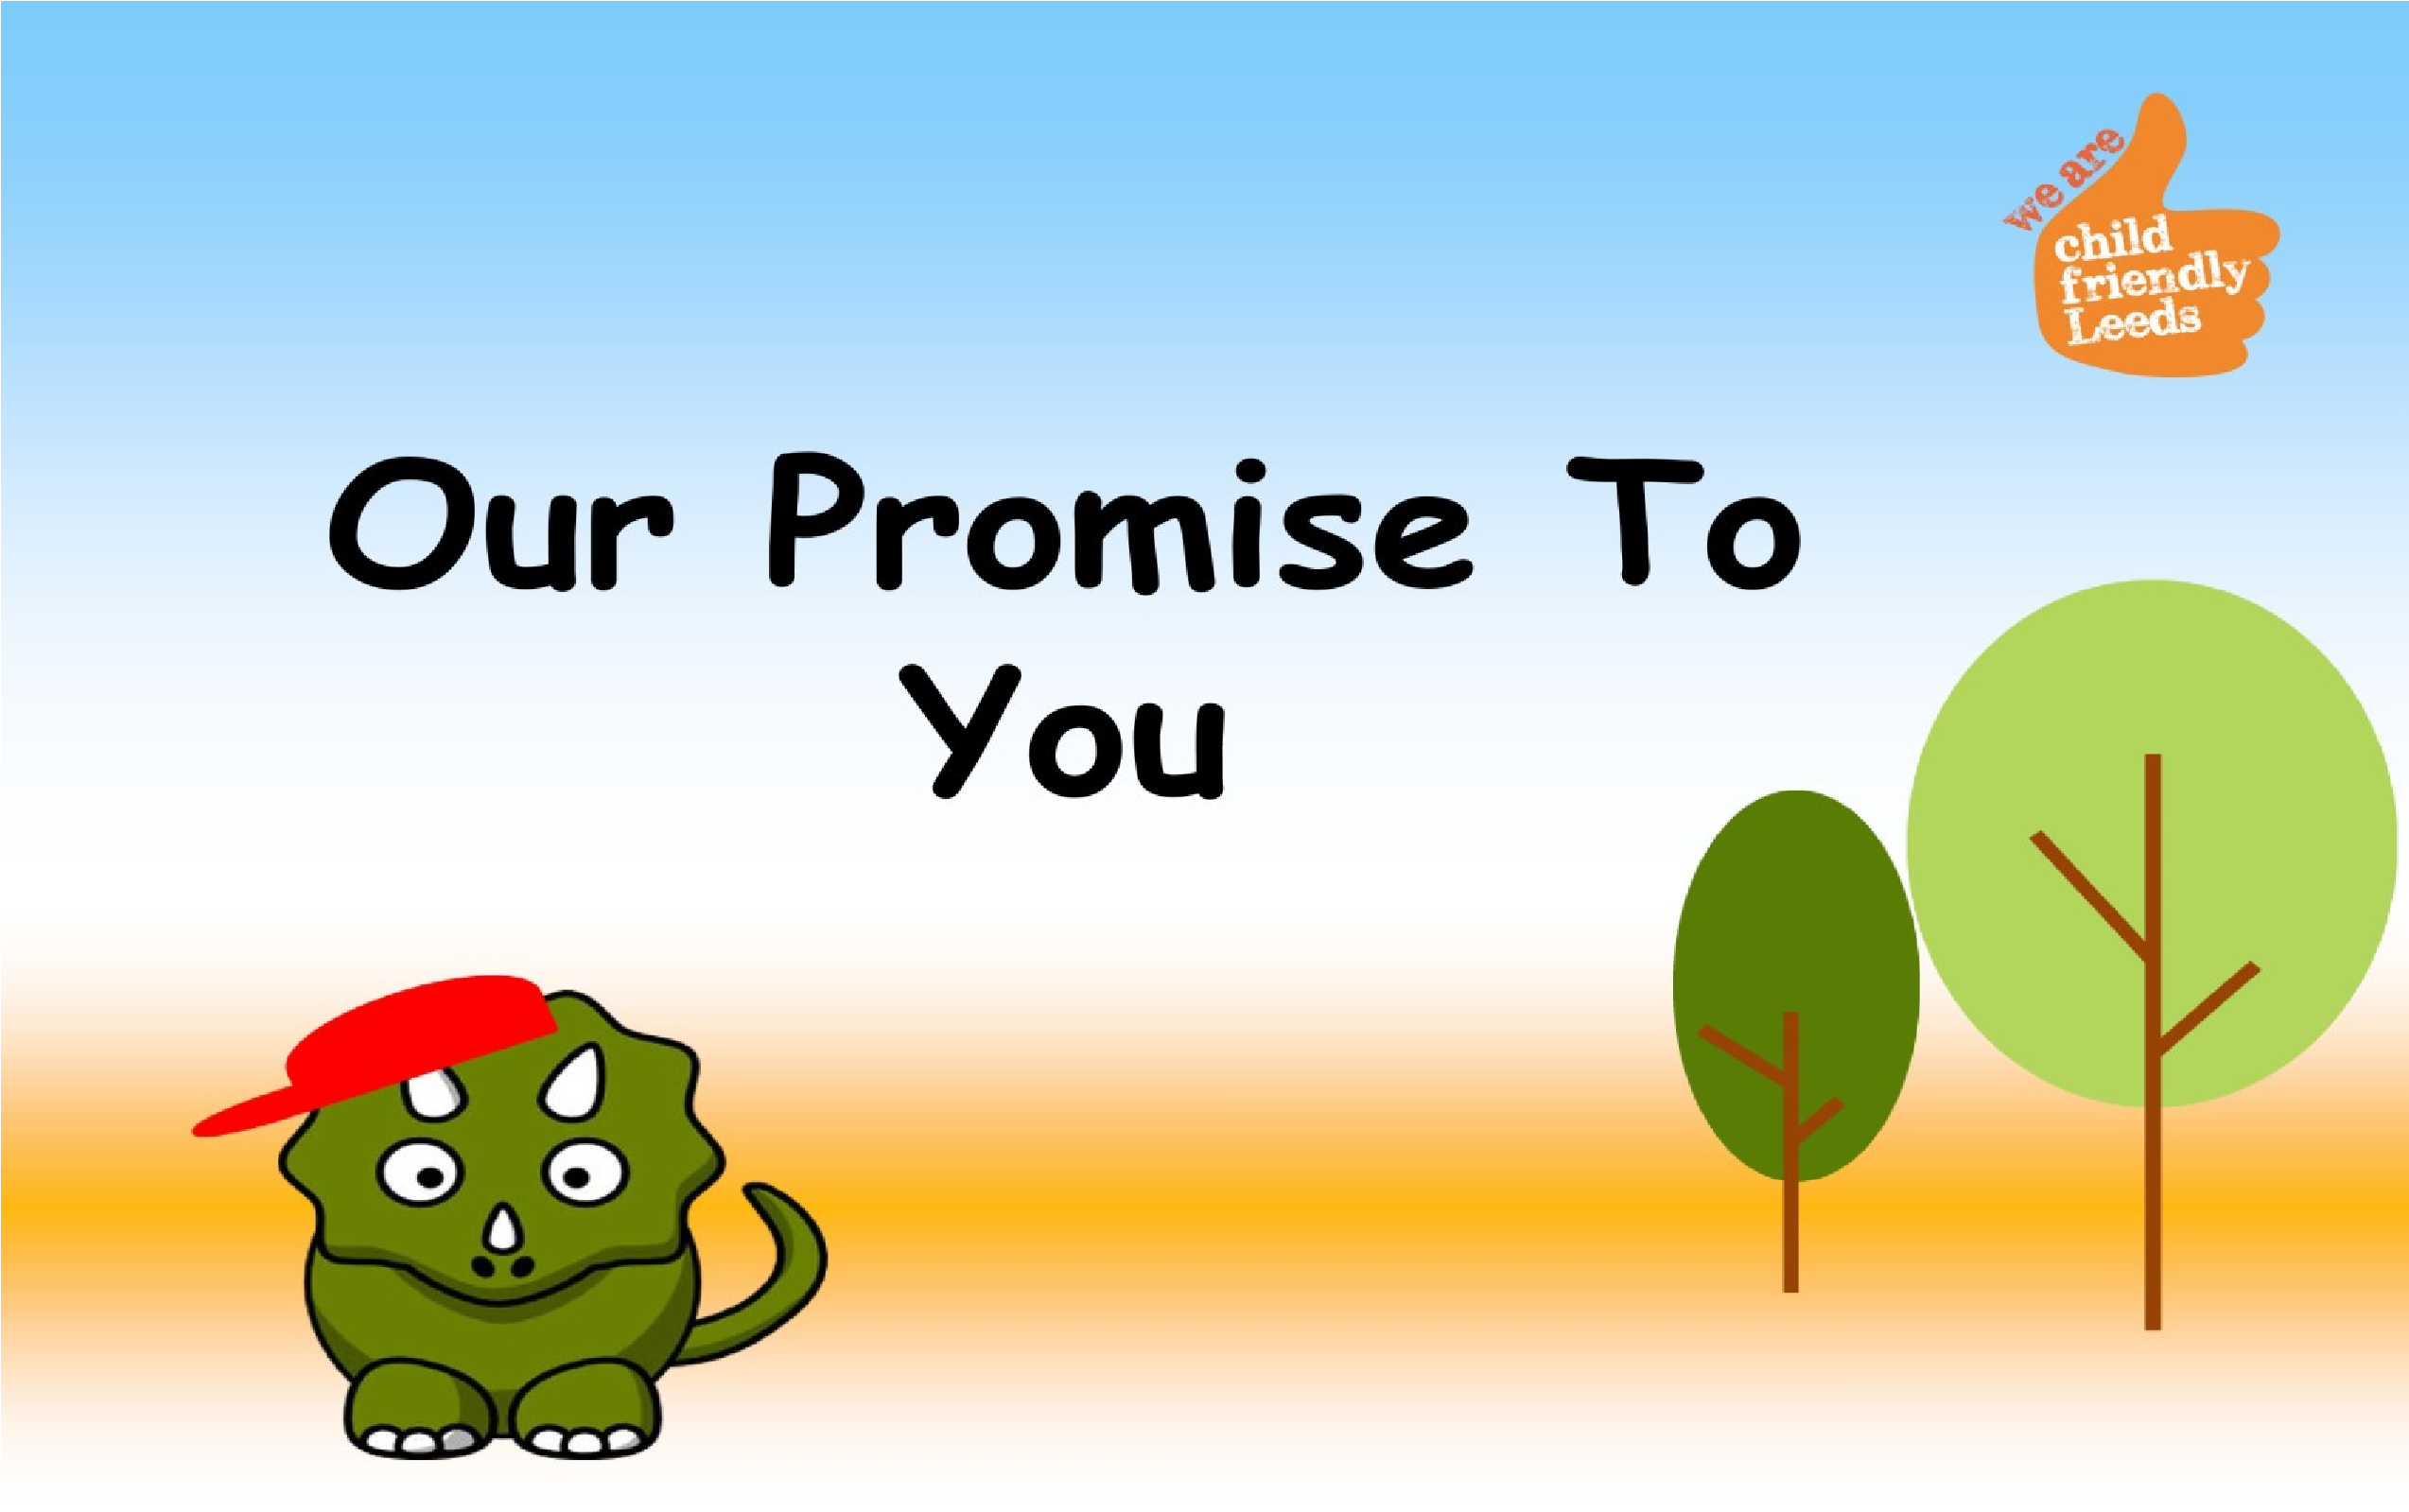 we are
child
friendly
Leeds
Our Promise To
You